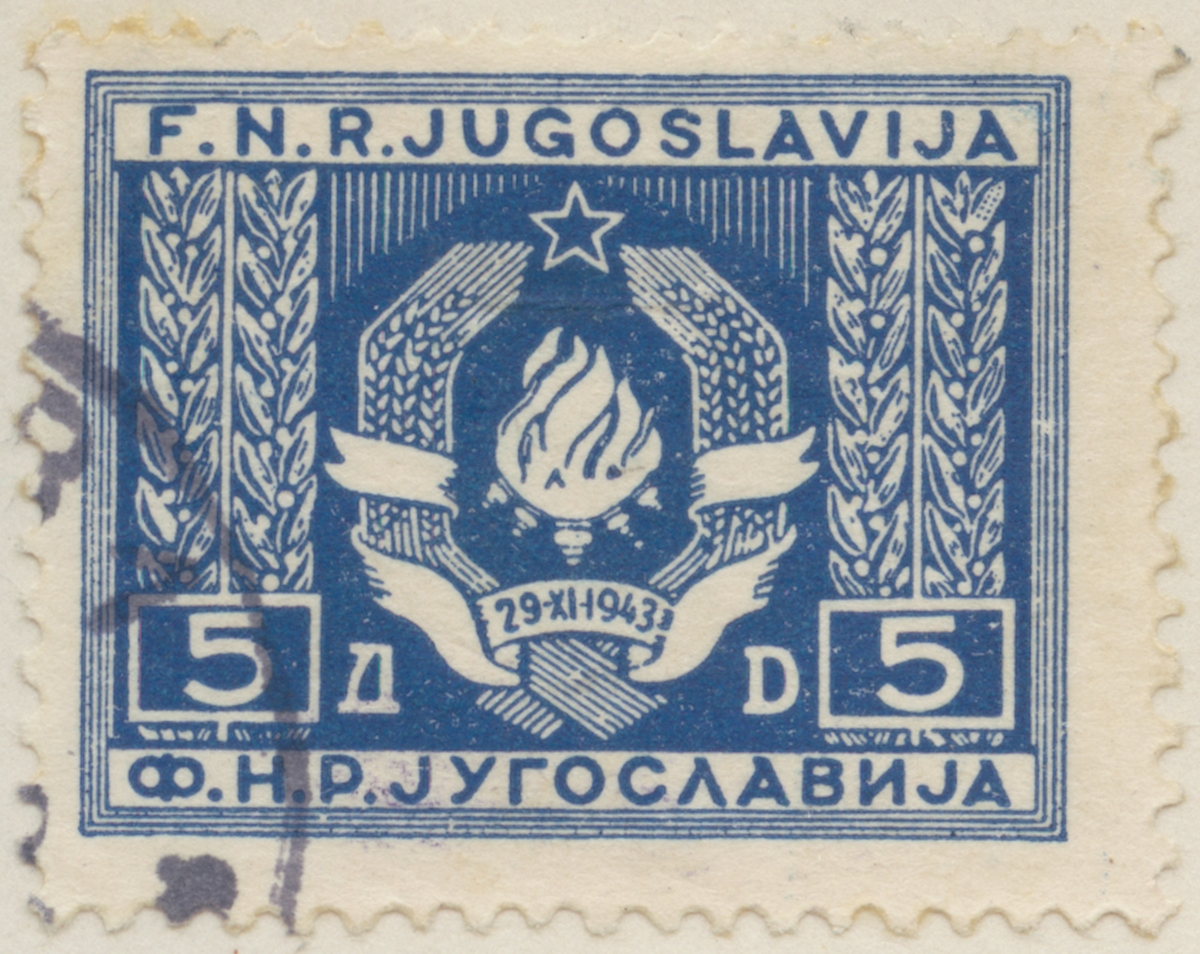 F.N.R.JUGOSLAVIJA
29·XI·1943
5 Д D 5
Ф.Н.Р.ЈУГОСЛАВИЈА